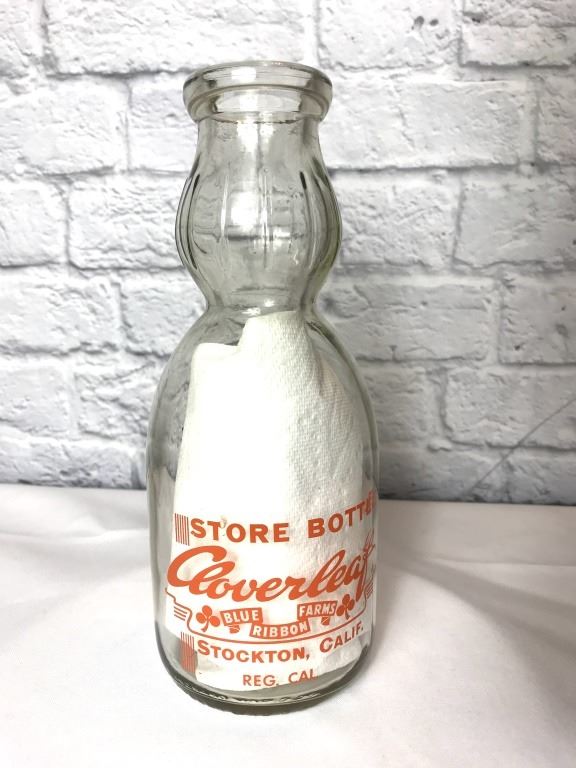 STORE BOTTLE
Cloverleaf
BLUE RIBBON FARMS
STOCKTON, CALIF.
REG. CAL.